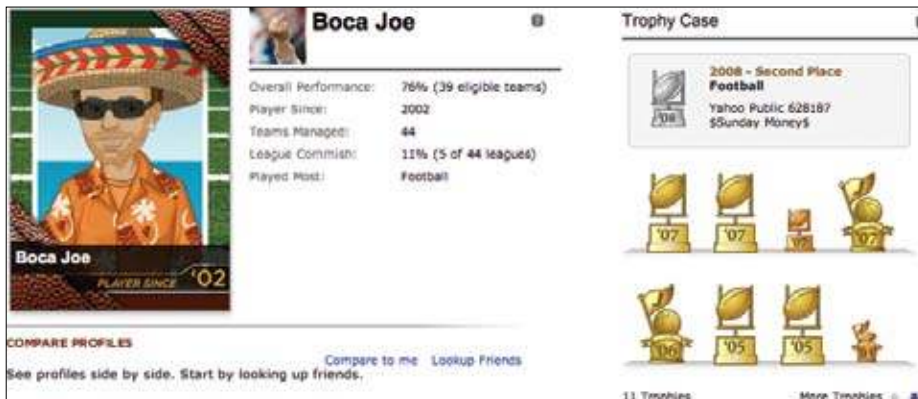 Boca Joe
Overall Performance: 76% (39 eligible teams)
Player Since: 2002
Teams Managed: 44
League Commish: 11% (5 of 44 leagues)
Played Most: Football
Boca Joe
PLAYER SINCE '02
COMPARE PROFILES
Compare to me Lookup Friends
See profiles side by side. Start by looking up friends.
Trophy Case
2008 - Second Place
Football
Yahoo Public 628187
$Sunday Money$
'08
'07 '07 '07 '07
'06 '05 '05
11 Trophies More Trophies